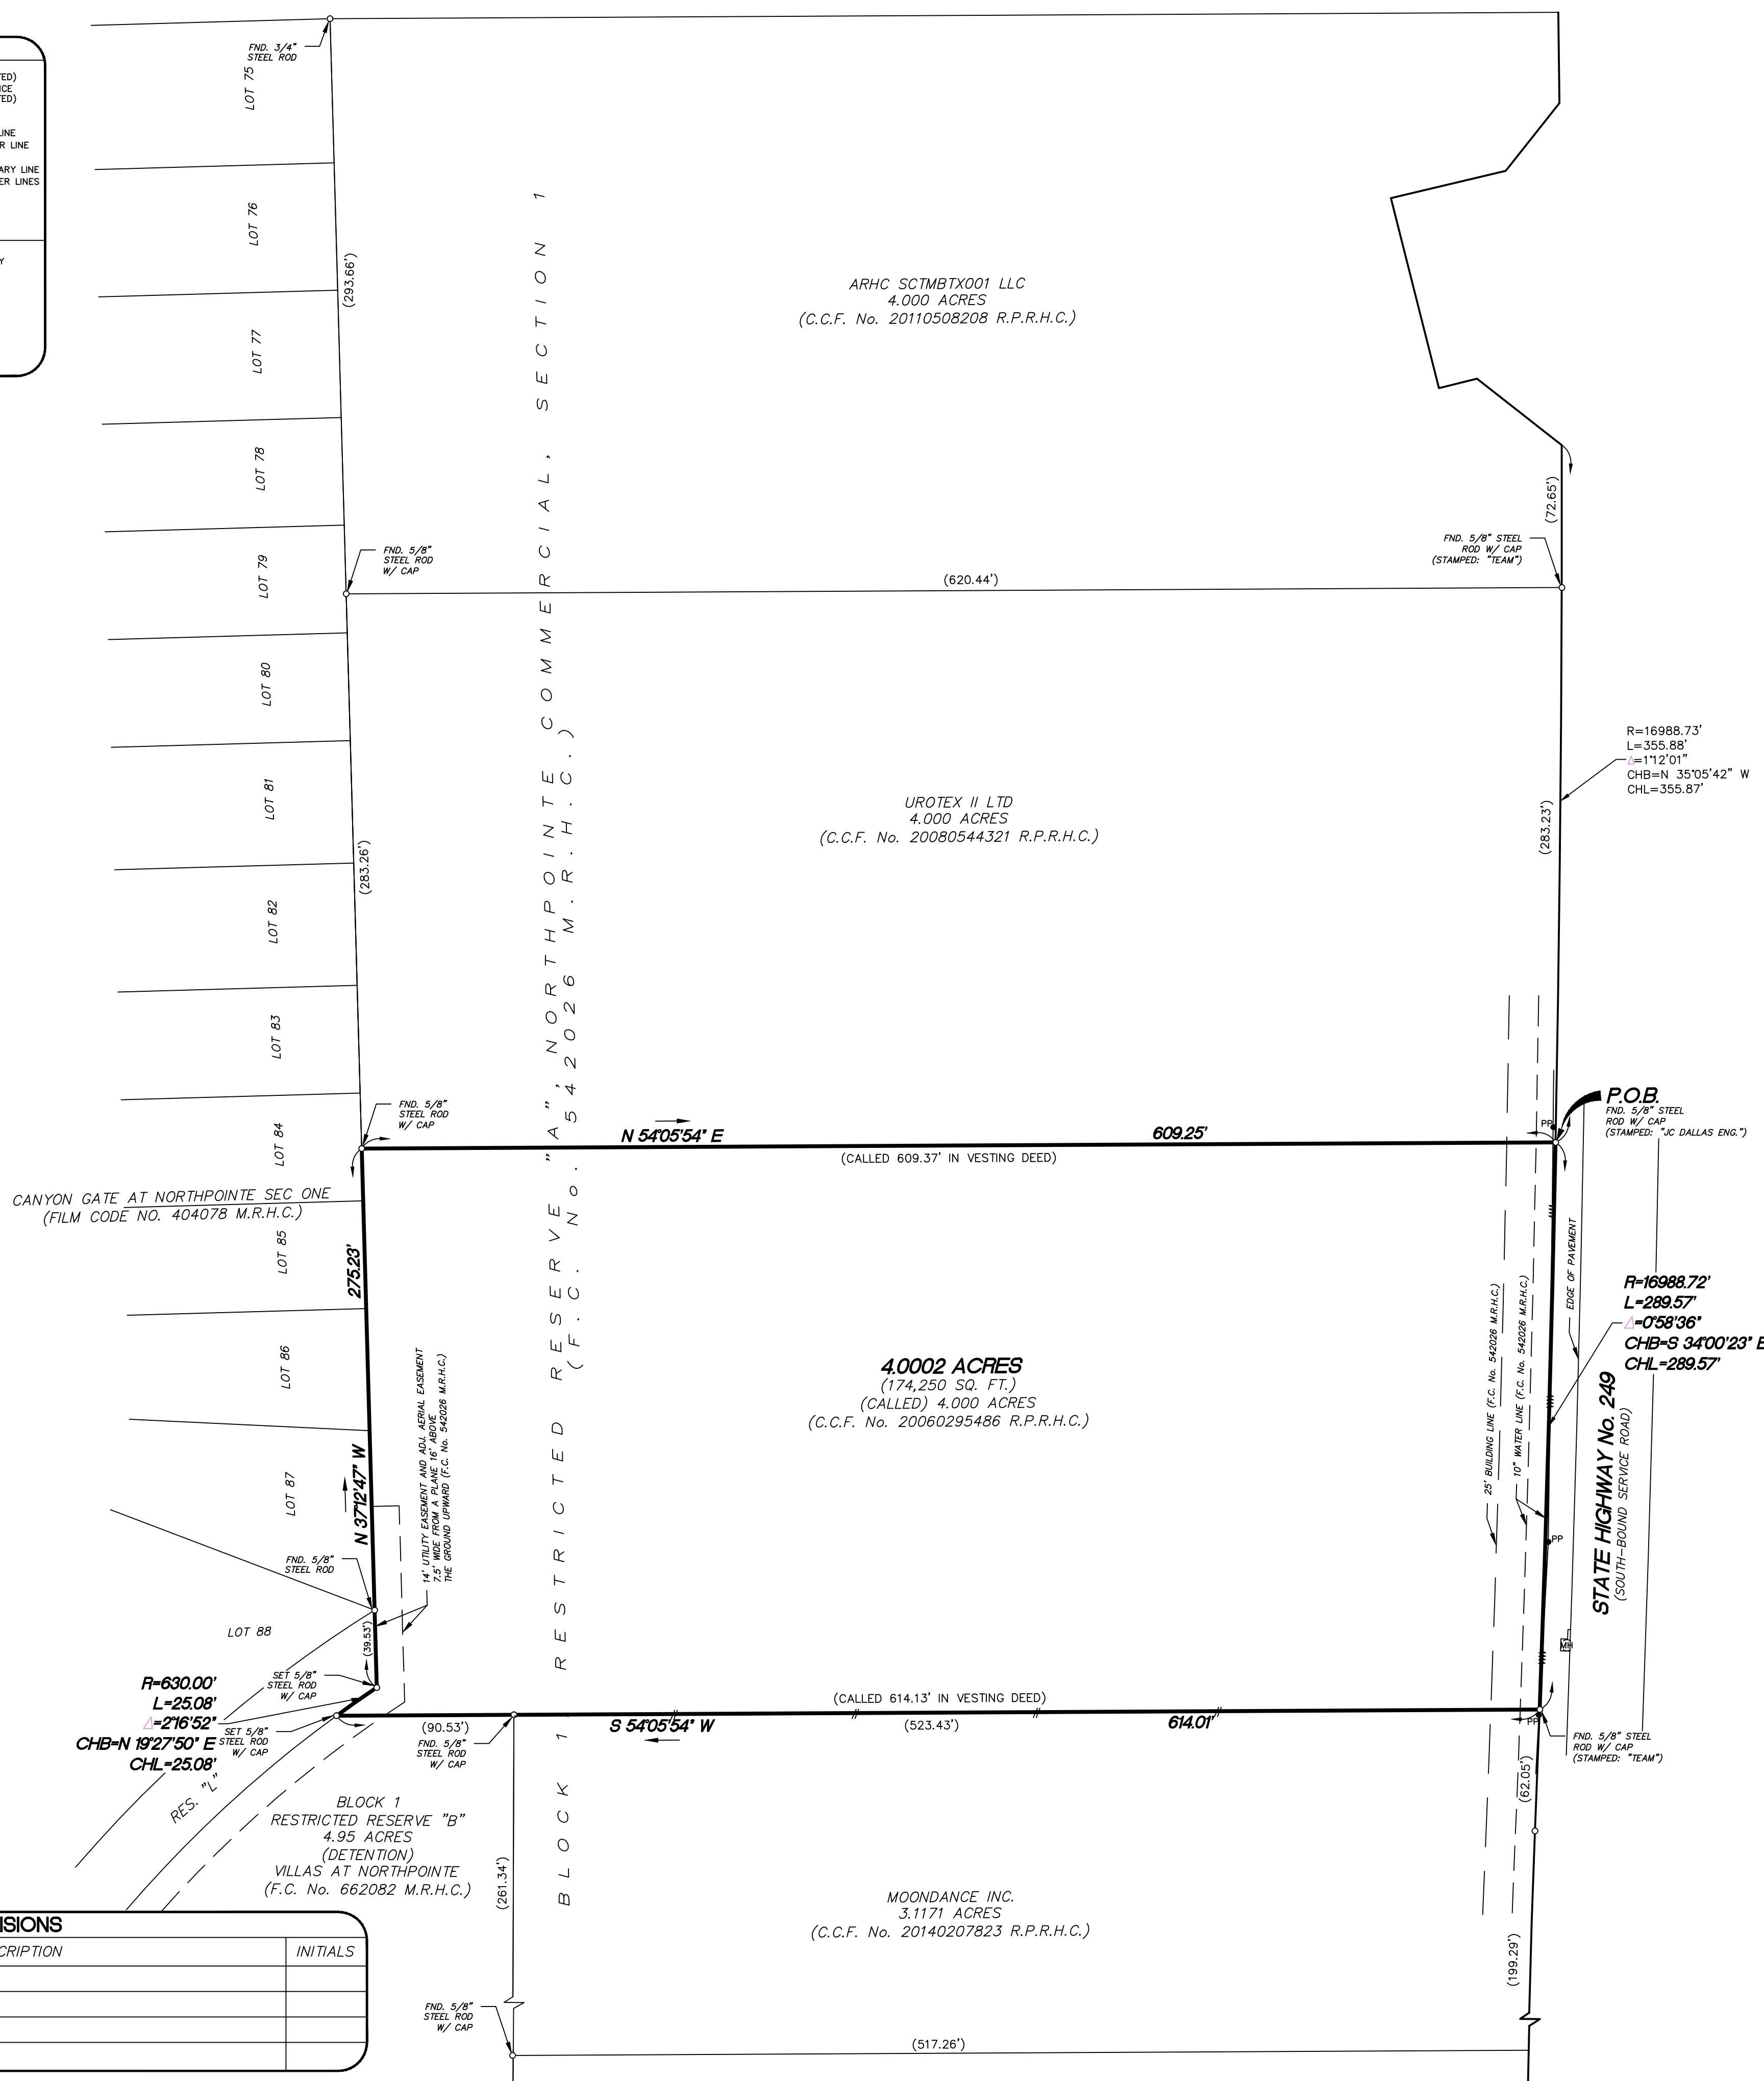 TED)
ICE
TED)
LINE
R LINE
ARY LINE
ER LINES
Y
FND. 3/4"
STEEL ROD
LOT 75
LOT 76
LOT 77
LOT 78
LOT 79
LOT 80
LOT 81
LOT 82
LOT 83
LOT 84
LOT 85
LOT 86
LOT 87
LOT 88
(293.66')
ARHC SCTMBTX001 LLC
4.000 ACRES
(C.C.F. No. 20110508208 R.P.R.H.C.)
(72.65')
FND. 5/8"
STEEL ROD
W/ CAP
FND. 5/8" STEEL
ROD W/ CAP
(STAMPED: "TEAM")
(620.44')
BLOCK 1 RESTRICTED RESERVE "A", NORTHPOINTE COMMERCIAL, SECTION 1
(F.C. No. 542026 M.R.H.C.)
R=16988.73'
L=355.88'
Δ=1°12'01"
CHB=N 35°05'42" W
CHL=355.87'
UROTEX II LTD
4.000 ACRES
(C.C.F. No. 20080544321 R.P.R.H.C.)
(283.26')
(283.23')
P.O.B.
FND. 5/8" STEEL
ROD W/ CAP
(STAMPED: "JC DALLAS ENG.")
PP
FND. 5/8"
STEEL ROD
W/ CAP
N 54°05'54" E
609.25'
(CALLED 609.37' IN VESTING DEED)
CANYON GATE AT NORTHPOINTE SEC ONE
(FILM CODE NO. 404078 M.R.H.C.)
275.23'
N 37°12'47" W
EDGE OF PAVEMENT
25' BUILDING LINE (F.C. No. 542026 M.R.H.C.)
10" WATER LINE (F.C. No. 542026 M.R.H.C.)
R=16988.72'
L=289.57'
Δ=0°58'36"
CHB=S 34°00'23" E
CHL=289.57'
4.0002 ACRES
(174,250 SQ. FT.)
(CALLED) 4.000 ACRES
(C.C.F. No. 20060295486 R.P.R.H.C.)
14' UTILITY EASEMENT AND ADJ. AERIAL EASEMENT
7.5' WIDE FROM A PLANE 16' ABOVE
THE GROUND UPWARD (F.C. No. 542026 M.R.H.C.)
STATE HIGHWAY No. 249
(SOUTH-BOUND SERVICE ROAD)
PP
MH
FND. 5/8"
STEEL ROD
(39.53')
SET 5/8"
STEEL ROD
W/ CAP
R=630.00'
L=25.08'
Δ=2°16'52"
CHB=N 19°27'50" E
CHL=25.08'
SET 5/8"
STEEL ROD
W/ CAP
(CALLED 614.13' IN VESTING DEED)
(90.53')
S 54°05'54" W
(523.43')
614.01'
PP
FND. 5/8"
STEEL ROD
W/ CAP
FND. 5/8" STEEL
ROD W/ CAP
(STAMPED: "TEAM")
(62.05')
RES. "L"
BLOCK 1
RESTRICTED RESERVE "B"
4.95 ACRES
(DETENTION)
VILLAS AT NORTHPOINTE
(F.C. No. 662082 M.R.H.C.)
(261.34')
MOONDANCE INC.
3.1171 ACRES
(C.C.F. No. 20140207823 R.P.R.H.C.)
(199.29')
ISIONS
CRIPTION
INITIALS
FND. 5/8"
STEEL ROD
W/ CAP
(517.26')